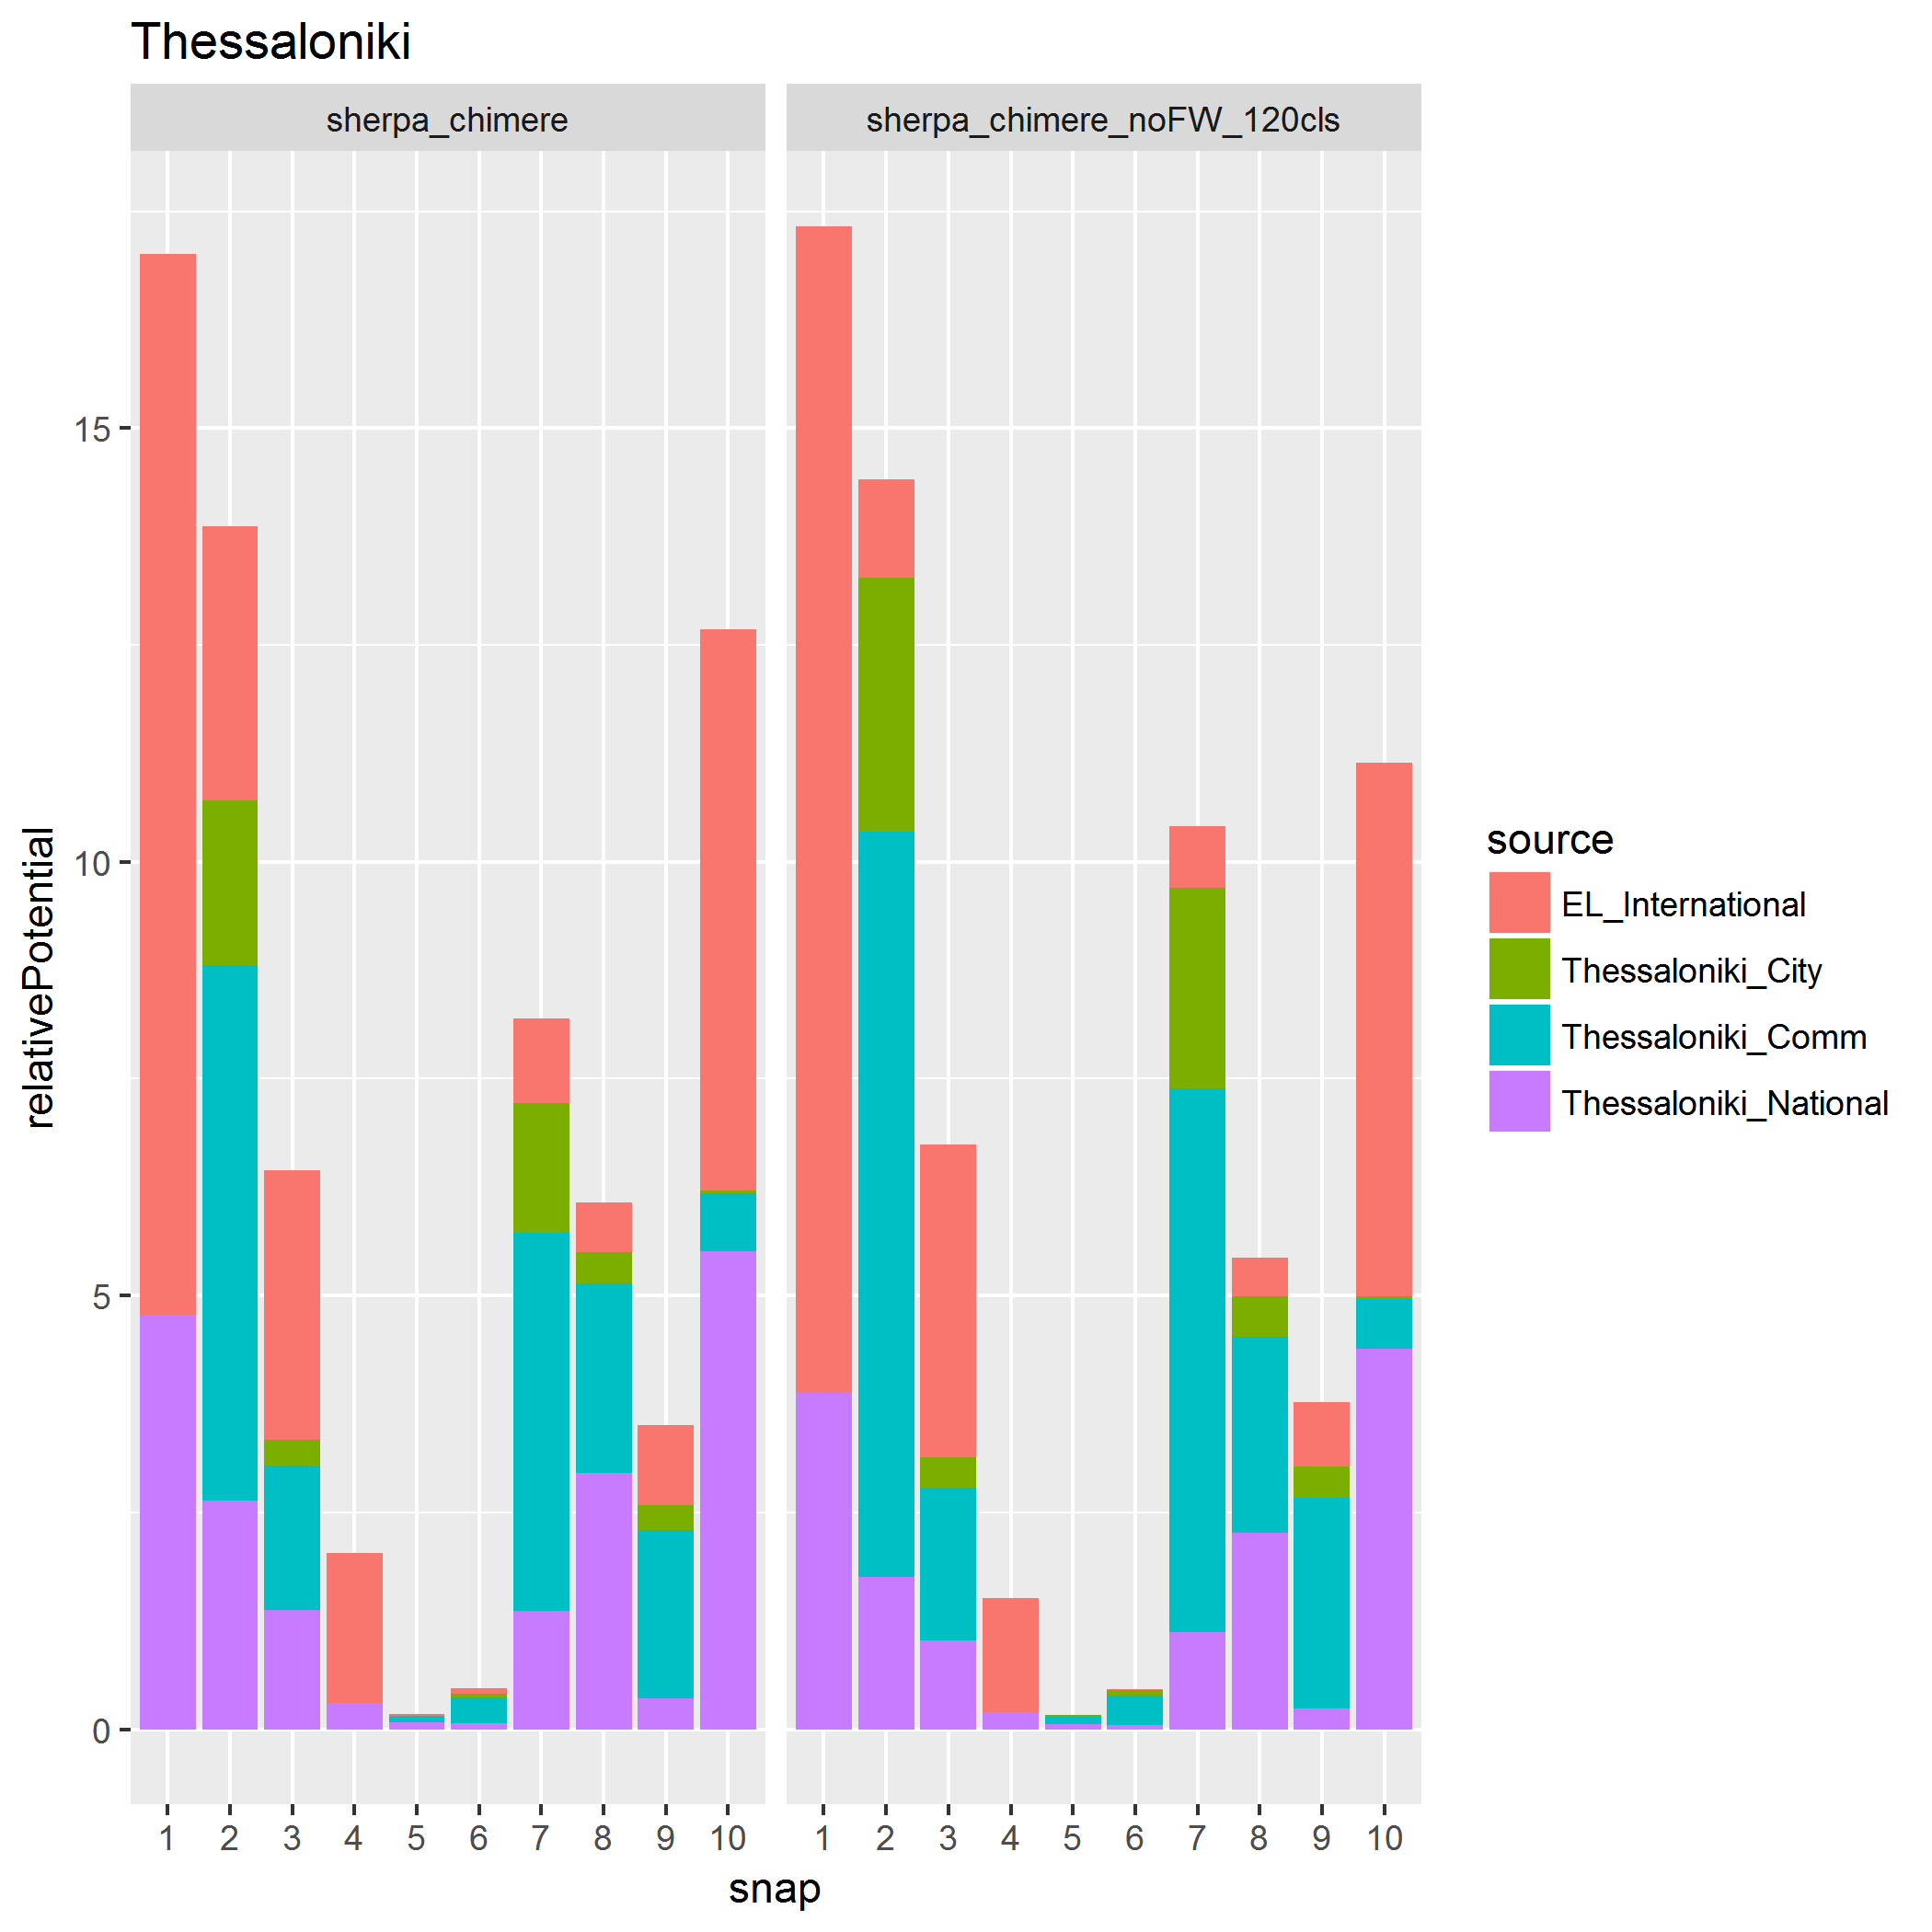 Thessaloniki
sherpa_chimere
sherpa_chimere_noFW_120cls
relativePotential
15
10
5
0
1 2 3 4 5 6 7 8 9 10
1 2 3 4 5 6 7 8 9 10
snap
source
EL_International
Thessaloniki_City
Thessaloniki_Comm
Thessaloniki_National